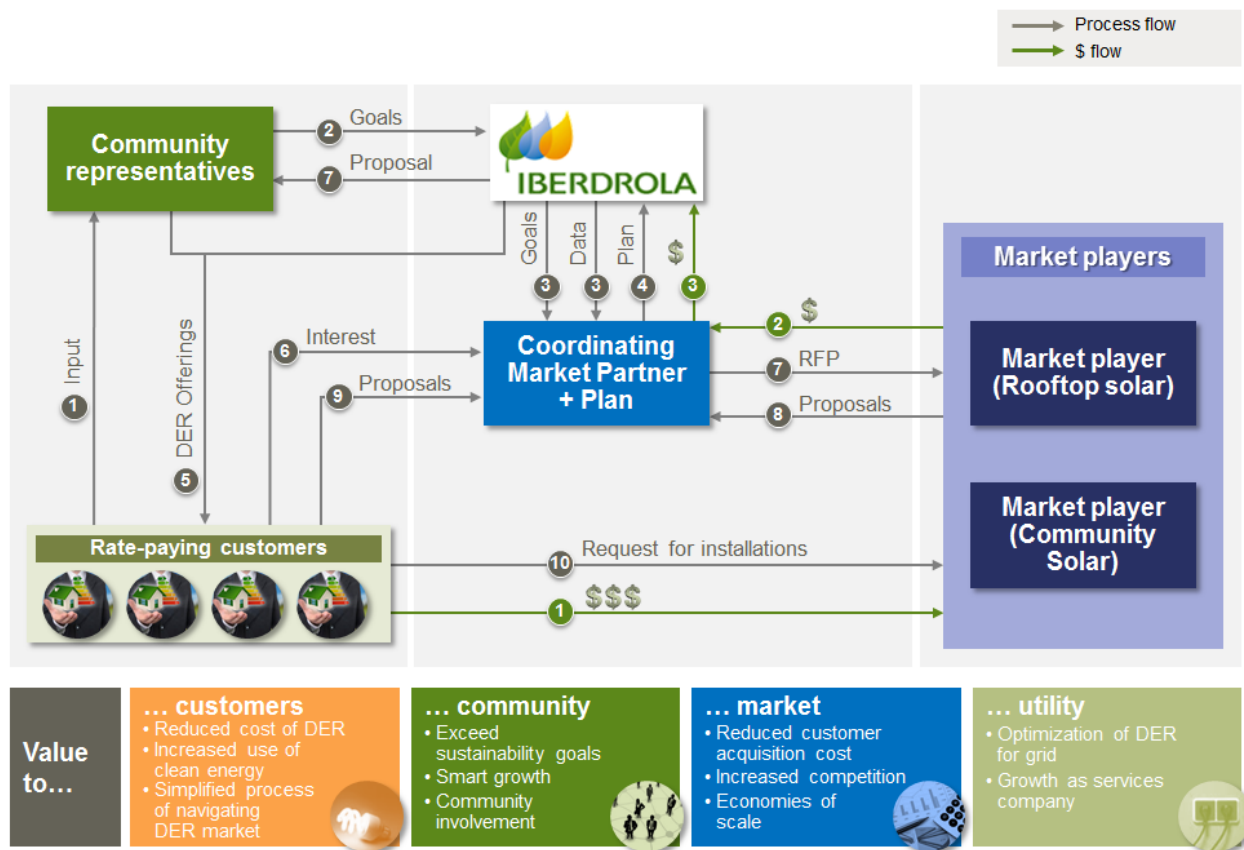 Process flow
$ flow
Community
representatives
2 Goals
7 Proposal
IBERDROLA
Goals
Data
Plan
$
3
3
4
3
Market players
1 Input
5 DER Offerings
6 Interest
9 Proposals
Coordinating
Market Partner
+ Plan
2 $
7 RFP
8 Proposals
Market player
(Rooftop solar)
Market player
(Community
Solar)
Rate-paying customers
10 Request for installations
1 $$$
Value
to…
… customers
• Reduced cost of DER
• Increased use of
clean energy
• Simplified process
of navigating
DER market
… community
• Exceed
sustainability goals
• Smart growth
• Community
involvement
… market
• Reduced customer
acquisition cost
• Increased competition
• Economies of
scale
… utility
• Optimization of DER
for grid
• Growth as services
company